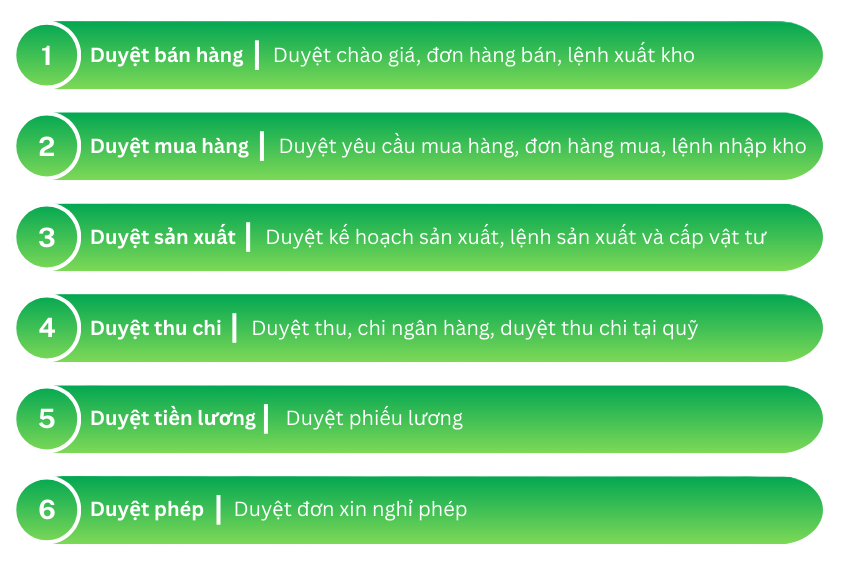 1 Duyệt bán hàng | Duyệt chào giá, đơn hàng bán, lệnh xuất kho
2 Duyệt mua hàng | Duyệt yêu cầu mua hàng, đơn hàng mua, lệnh nhập kho
3 Duyệt sản xuất | Duyệt kế hoạch sản xuất, lệnh sản xuất và cấp vật tư
4 Duyệt thu chi | Duyệt thu, chi ngân hàng, duyệt thu chi tại quỹ
5 Duyệt tiền lương | Duyệt phiếu lương
6 Duyệt phép | Duyệt đơn xin nghỉ phép